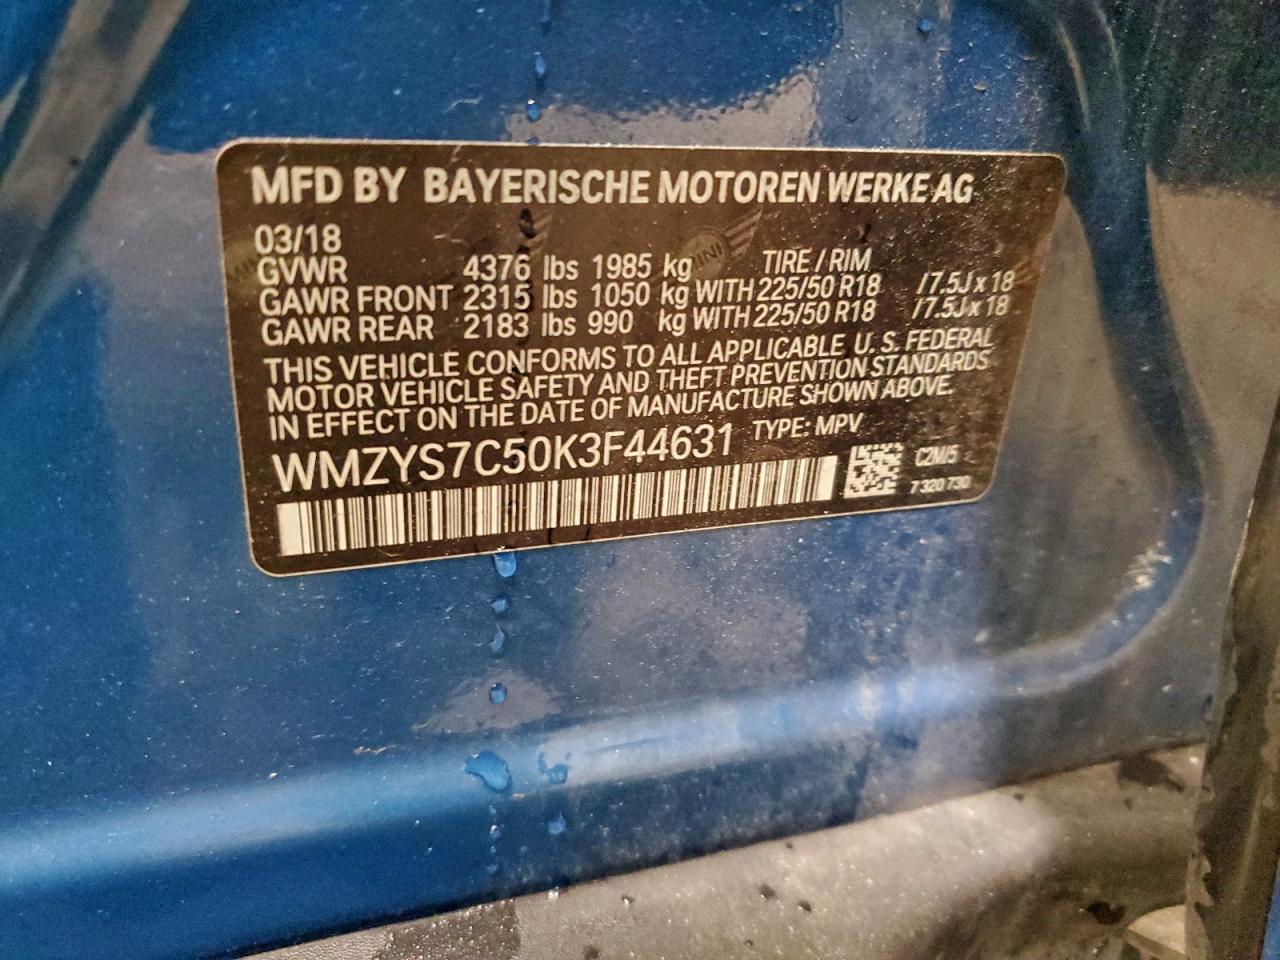 MFD BY BAYERISCHE MOTOREN WERKE AG
03/18
GVWR 4376 lbs 1985 kg TIRE / RIM
GAWR FRONT 2315 lbs 1050 kg WITH 225/50 R18 /7.5J x 18
GAWR REAR 2183 lbs 990 kg WITH 225/50 R18 /7.5J x 18
THIS VEHICLE CONFORMS TO ALL APPLICABLE U. S. FEDERAL
MOTOR VEHICLE SAFETY AND THEFT PREVENTION STANDARDS
IN EFFECT ON THE DATE OF MANUFACTURE SHOWN ABOVE.
WMZYS7C50K3F44631 TYPE: MPV
C2M/5
7 320 730
MINI